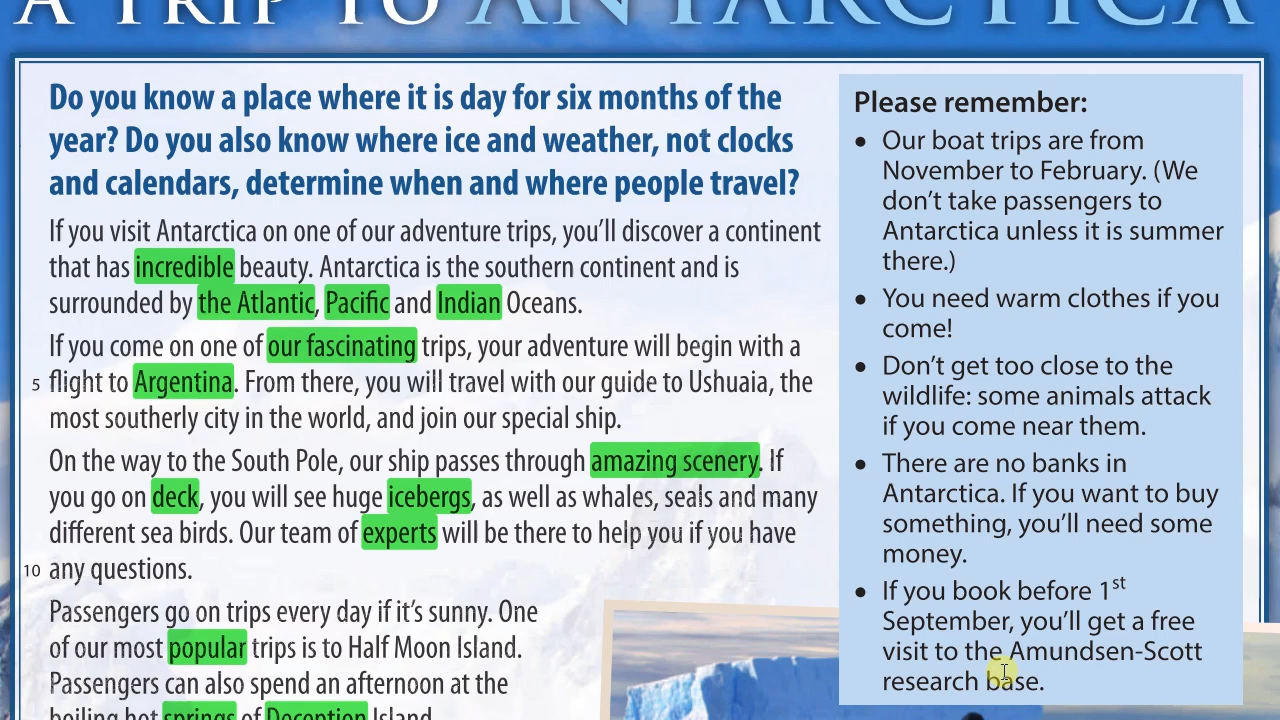 A TRIP TO ANTARCTICA
Do you know a place where it is day for six months of the
year? Do you also know where ice and weather, not clocks
and calendars, determine when and where people travel?
If you visit Antarctica on one of our adventure trips, you’ll discover a continent
that has incredible beauty. Antarctica is the southern continent and is
surrounded by the Atlantic, Pacific and Indian Oceans.
If you come on one of our fascinating trips, your adventure will begin with a
5 flight to Argentina. From there, you will travel with our guide to Ushuaia, the
most southerly city in the world, and join our special ship.
On the way to the South Pole, our ship passes through amazing scenery. If
you go on deck, you will see huge icebergs, as well as whales, seals and many
different sea birds. Our team of experts will be there to help you if you have
10 any questions.
Passengers go on trips every day if it’s sunny. One
of our most popular trips is to Half Moon Island.
Passengers can also spend an afternoon at the
boiling hot springs of Deception Island.
Please remember:
• Our boat trips are from
November to February. (We
don’t take passengers to
Antarctica unless it is summer
there.)
• You need warm clothes if you
come!
• Don’t get too close to the
wildlife: some animals attack
if you come near them.
• There are no banks in
Antarctica. If you want to buy
something, you’ll need some
money.
• If you book before 1st
September, you’ll get a free
visit to the Amundsen-Scott
research base.